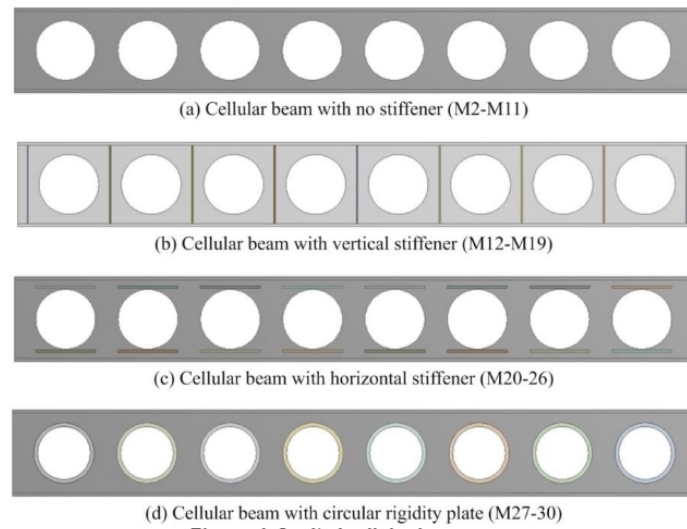 (a) Cellular beam with no stiffener (M2-M11)
(b) Cellular beam with vertical stiffener (M12-M19)
(c) Cellular beam with horizontal stiffener (M20-26)
(d) Cellular beam with circular rigidity plate (M27-30)